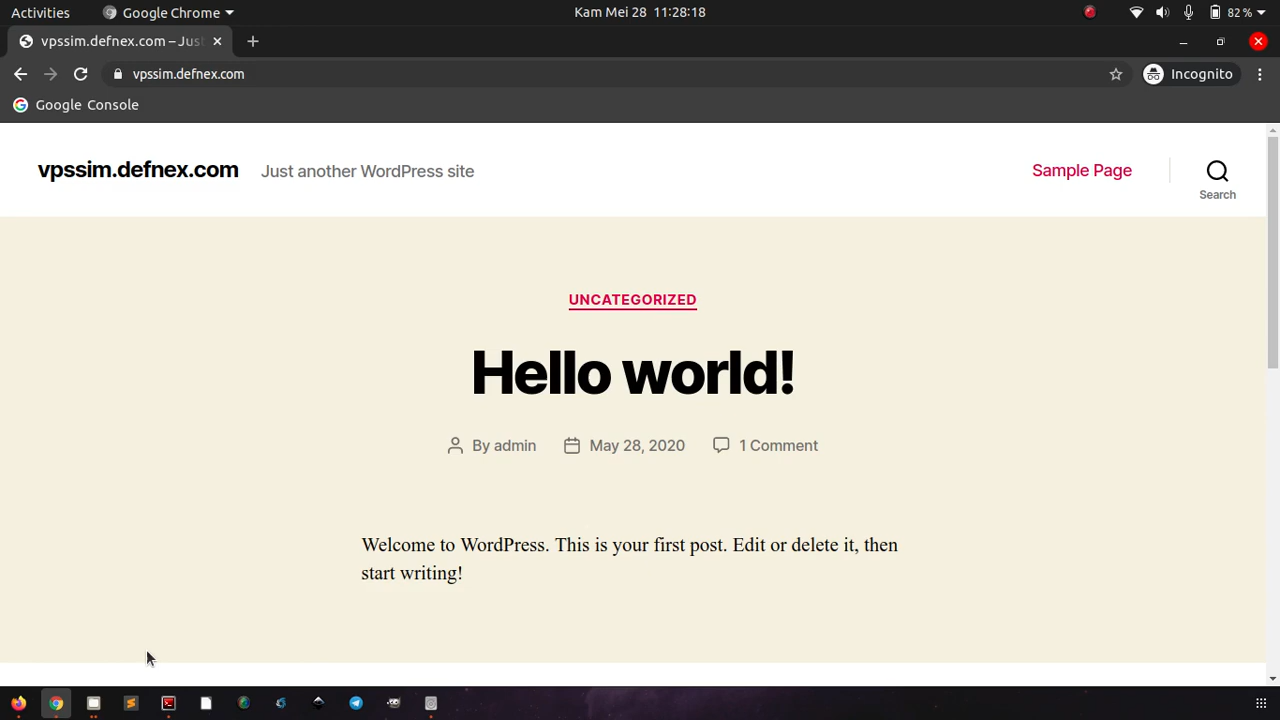 Activities
Google Chrome
Kam Mei 28 11:28:18
82 %
vpssim.defnex.com – Just
vpssim.defnex.com
Incognito
Google Console
vpssim.defnex.com
Just another WordPress site
Sample Page
Search
UNCATEGORIZED
Hello world!
By admin
May 28, 2020
1 Comment
Welcome to WordPress. This is your first post. Edit or delete it, then
start writing!